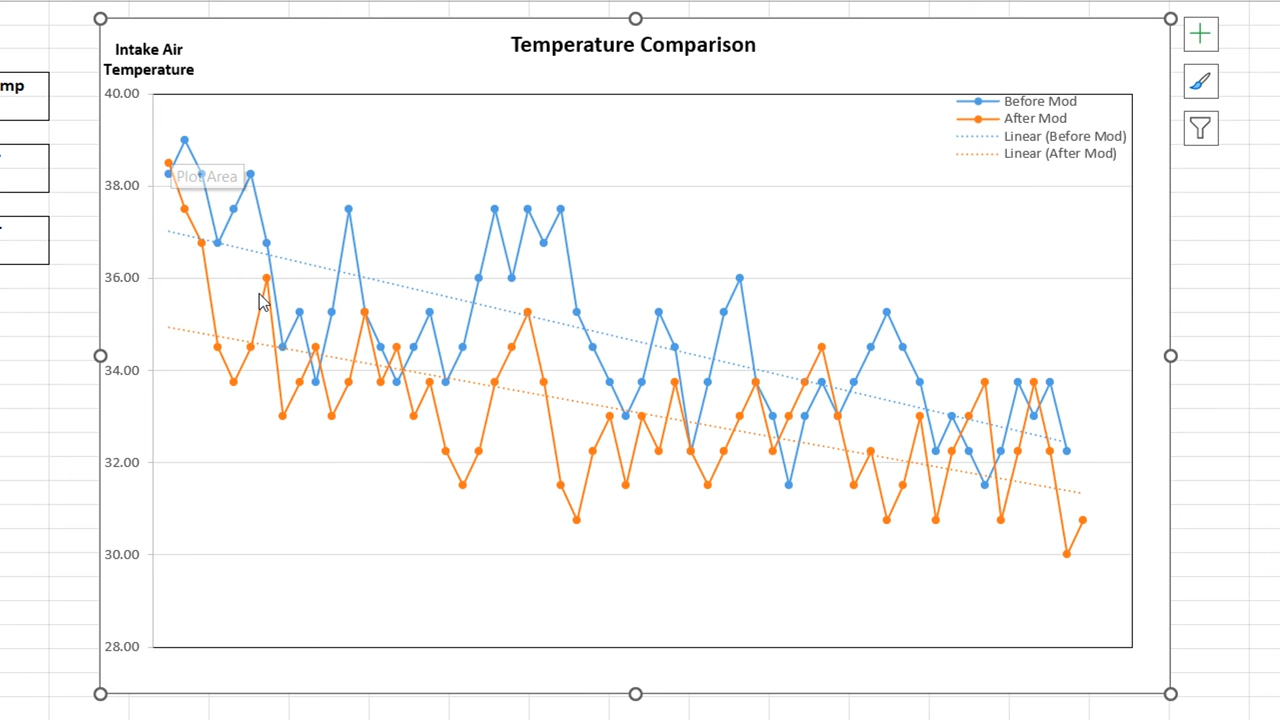 Intake Air
Temperature
Temperature Comparison
mp
40.00
38.00
36.00
34.00
32.00
30.00
28.00
Before Mod
After Mod
Linear (Before Mod)
Linear (After Mod)
Plot Area